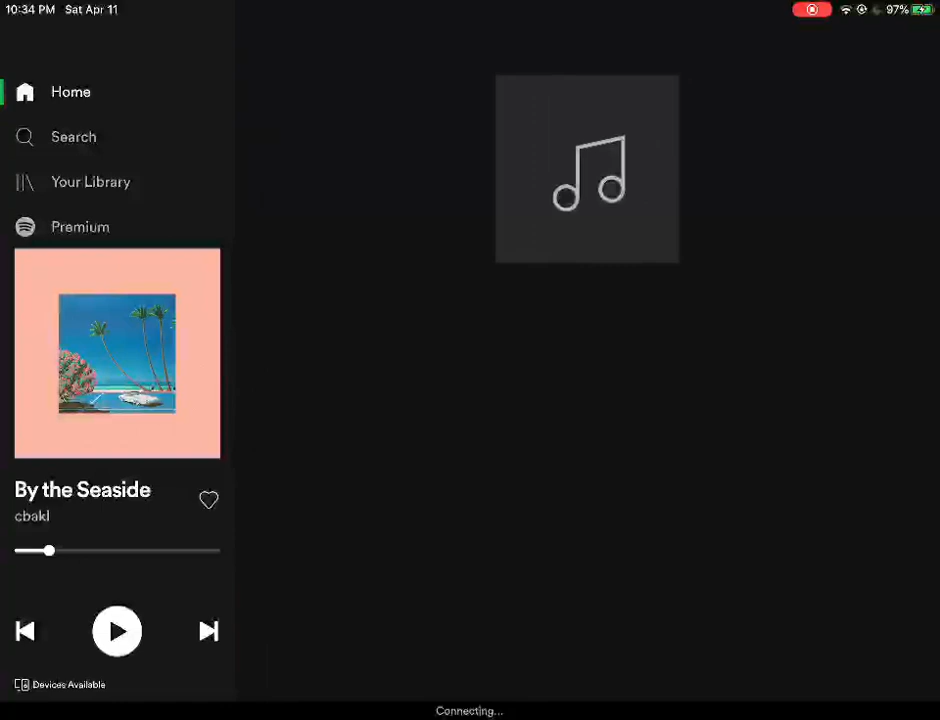 10:34 PM Sat Apr 11
97%
Home
Search
Your Library
Premium
By the Seaside
cbakl
Devices Available
Connecting...